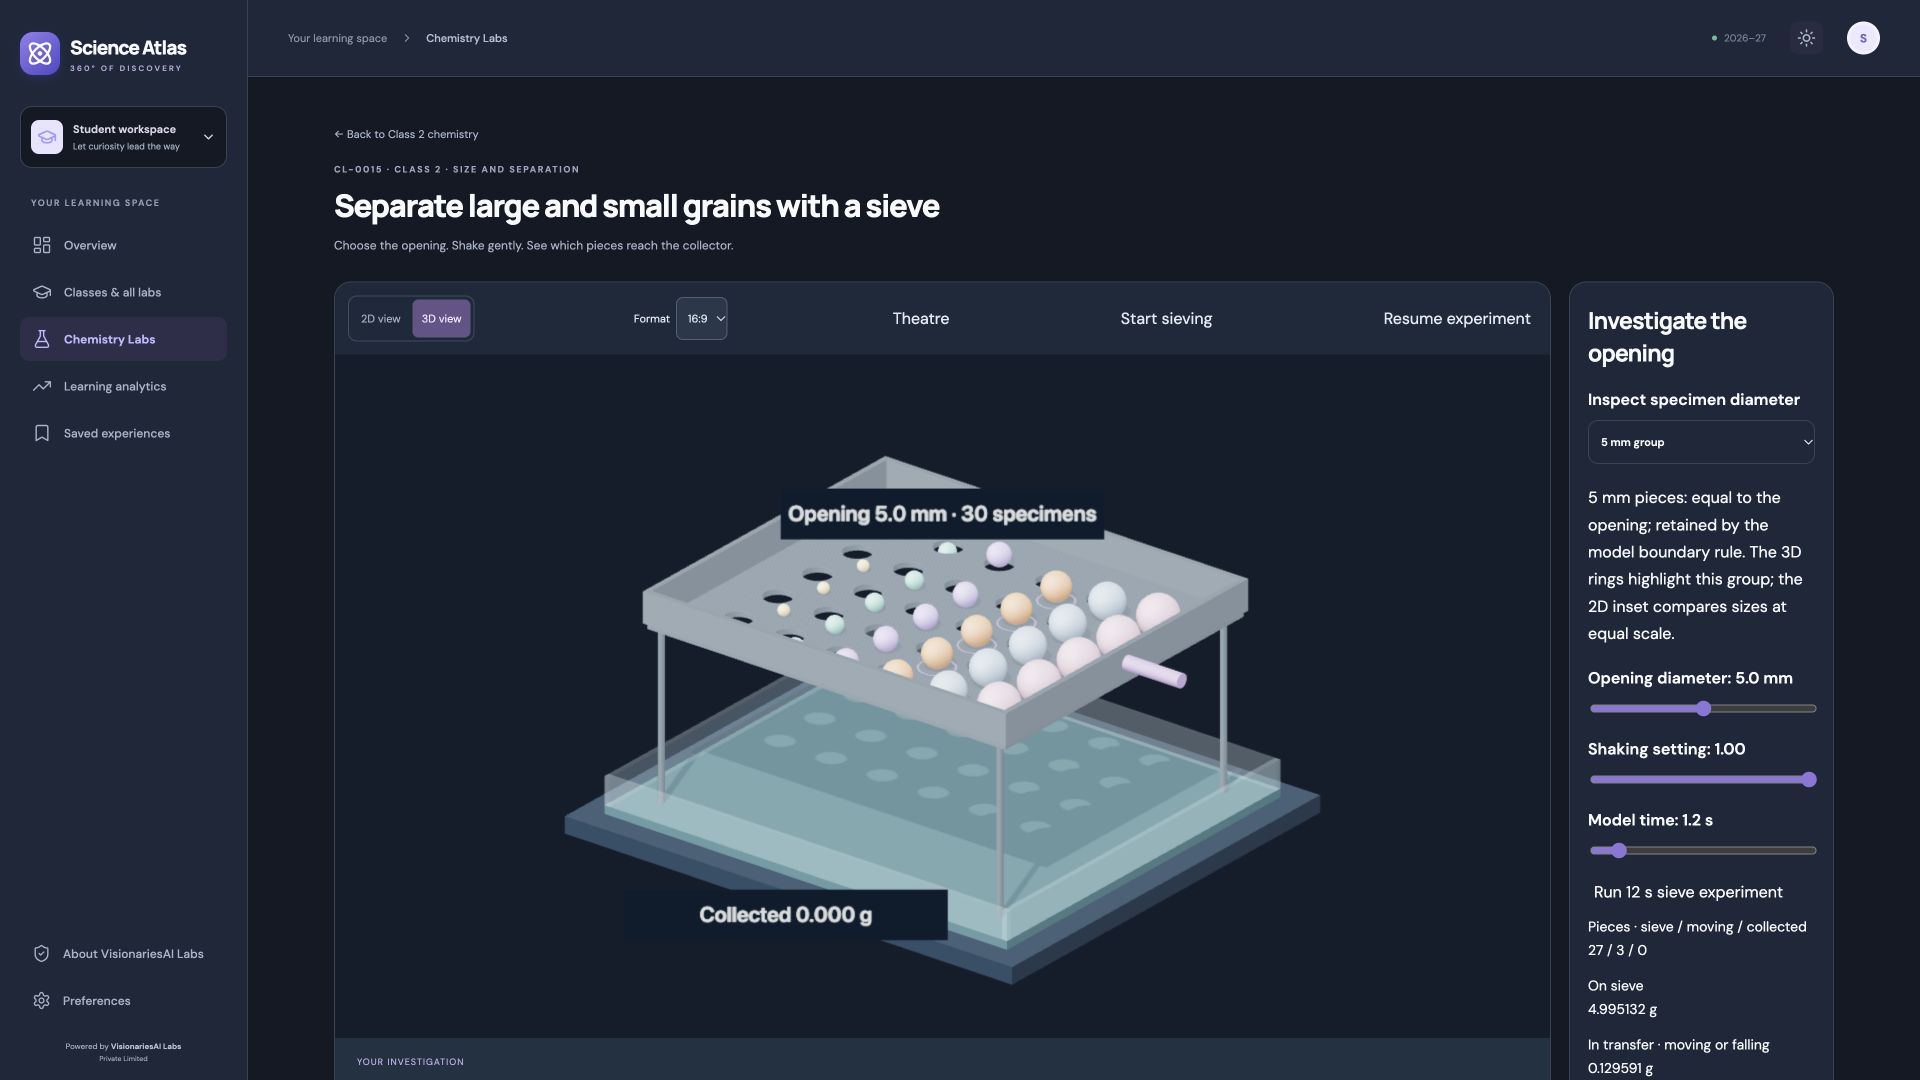 Science Atlas
360° OF DISCOVERY
Student workspace
Let curiosity lead the way
YOUR LEARNING SPACE
Overview
Classes & all labs
Chemistry Labs
Learning analytics
Saved experiences
About VisionariesAI Labs
Preferences
Powered by VisionariesAI Labs
Private Limited
Your learning space
Chemistry Labs
2026–27
S
← Back to Class 2 chemistry
CL-0015 · CLASS 2 · SIZE AND SEPARATION
Separate large and small grains with a sieve
Choose the opening. Shake gently. See which pieces reach the collector.
2D view
3D view
Format
16:9
Theatre
Start sieving
Resume experiment
Opening 5.0 mm · 30 specimens
Collected 0.000 g
YOUR INVESTIGATION
Investigate the
opening
Inspect specimen diameter
5 mm group
5 mm pieces: equal to the
opening; retained by the
model boundary rule. The 3D
rings highlight this group; the
2D inset compares sizes at
equal scale.
Opening diameter: 5.0 mm
Shaking setting: 1.00
Model time: 1.2 s
Run 12 s sieve experiment
Pieces · sieve / moving / collected
27 / 3 / 0
On sieve
4.995132 g
In transfer · moving or falling
0.129591 g